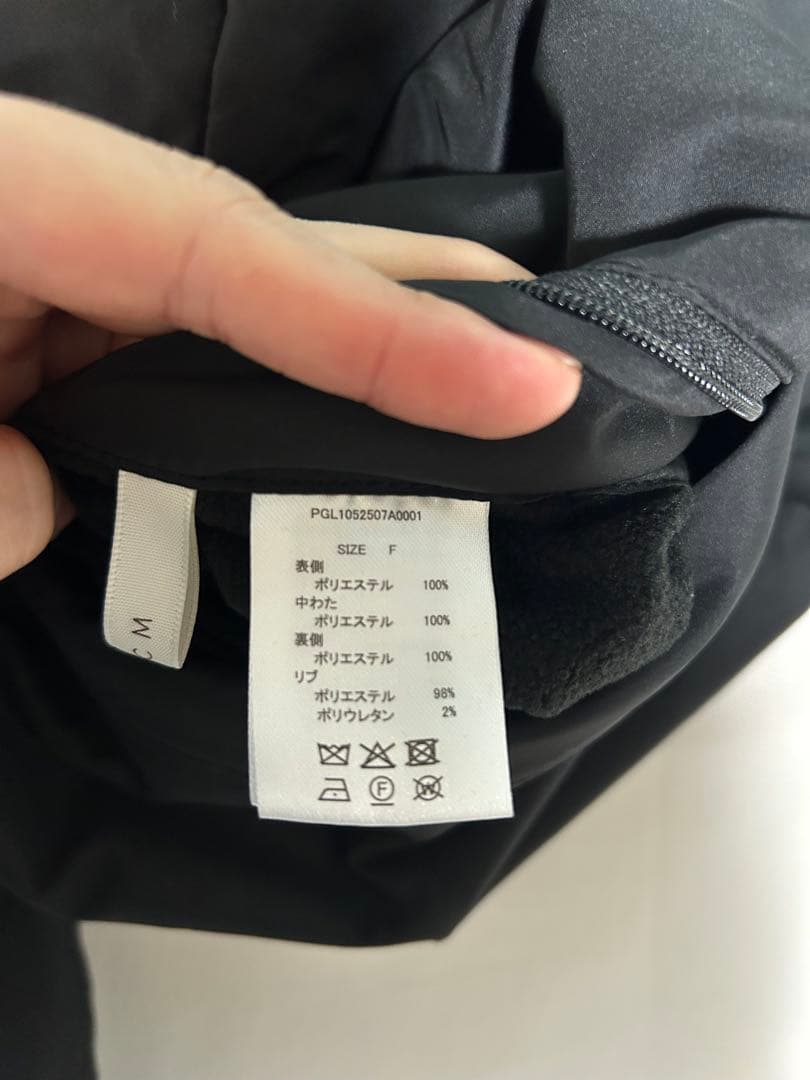 C M
PGL1052507A0001
SIZE F
表側
ポリエステル 100%
中わた
ポリエステル 100%
裏側
ポリエステル 100%
リブ
ポリエステル 98%
ポリウレタン 2%
F
W